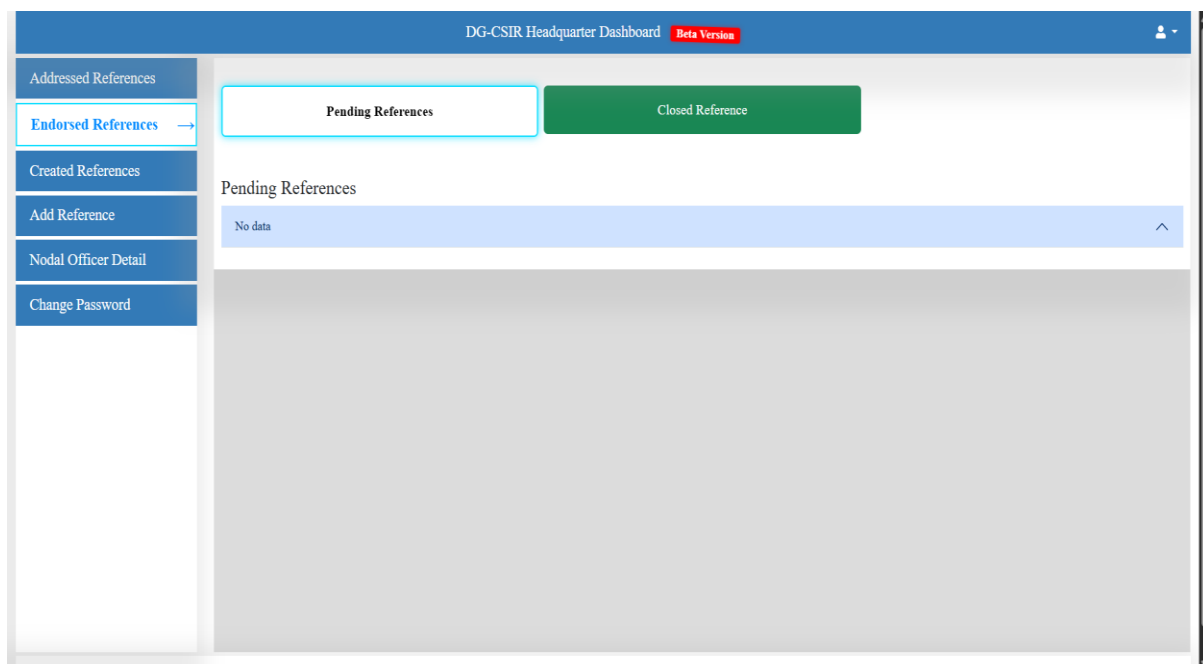 DG-CSIR Headquarter Dashboard Beta Version
Addressed References
Endorsed References →
Created References
Add Reference
Nodal Officer Detail
Change Password
Pending References
Closed Reference
Pending References
No data